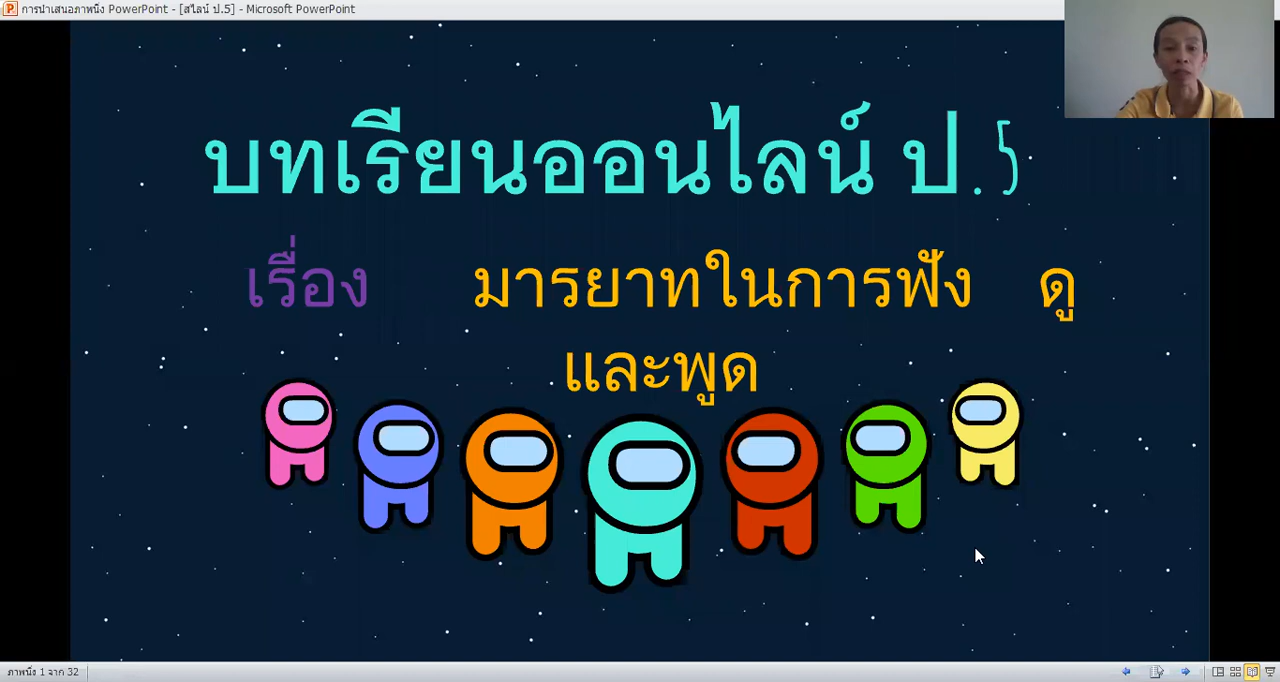 การนำเสนอภาพนิ่ง PowerPoint - [สไลน์ ป.5] - Microsoft PowerPoint
บทเรียนออนไลน์ ป.5
เรื่อง มารยาทในการฟัง ดู
และพูด
ภาพนิ่ง 1 จาก 32